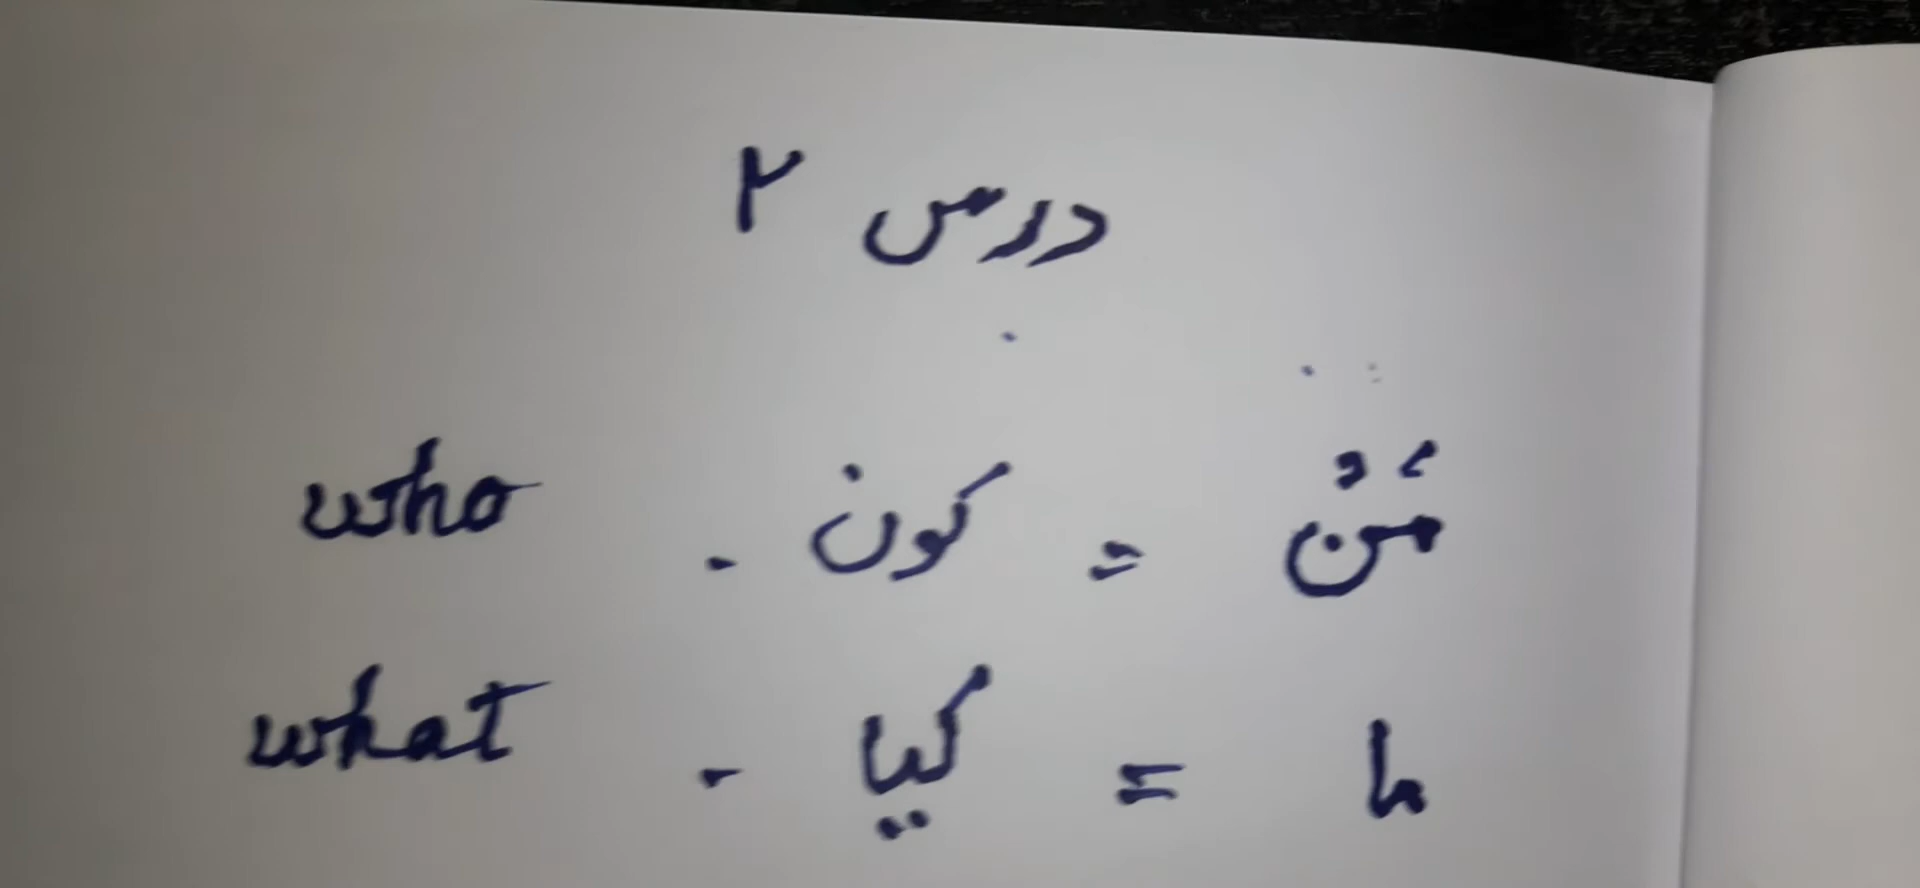 درس ۲
مَنْ = کون - who
ما = کیا - what